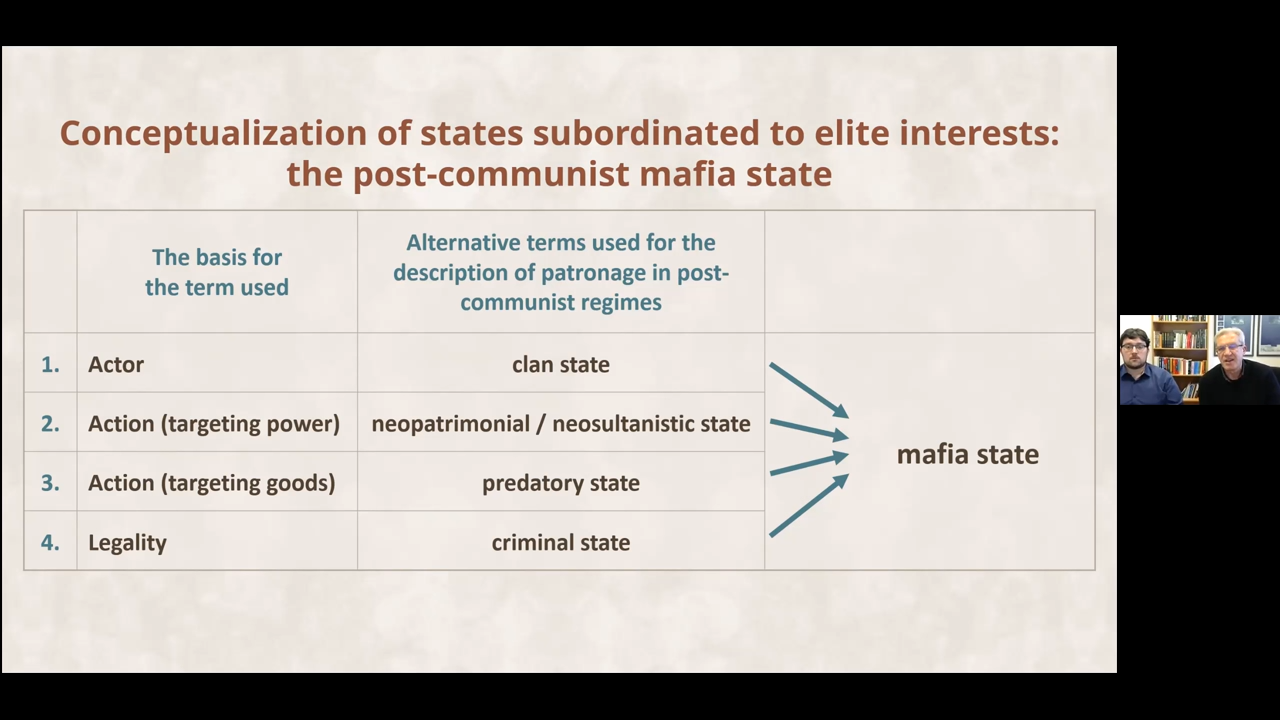 Conceptualization of states subordinated to elite interests:
the post-communist mafia state
The basis for
the term used
Alternative terms used for the
description of patronage in post-
communist regimes
1. Actor clan state
2. Action (targeting power) neopatrimonial / neosultanistic state
3. Action (targeting goods) predatory state
4. Legality criminal state
mafia state